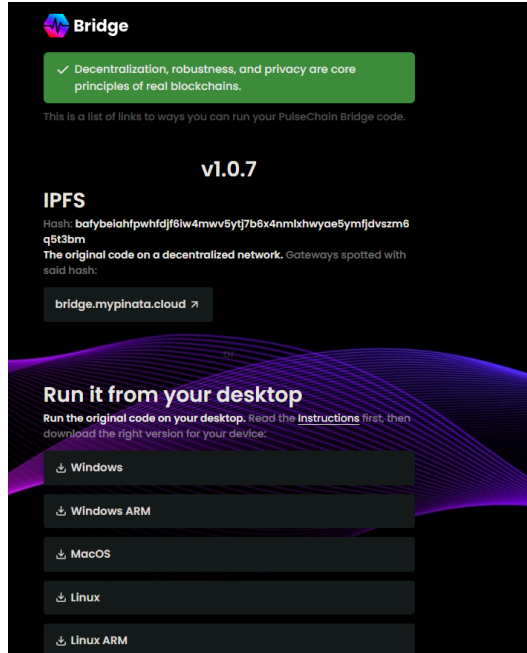 Bridge
Decentralization, robustness, and privacy are core
principles of real blockchains.
This is a list of links to ways you can run your PulseChain Bridge code.
v1.0.7
IPFS
Hash: bafybeiahfpwhfdjf6iw4mwv5ytj7b6x4nmlxhwyae5ymfjdvszm6
q5t3bm
The original code on a decentralized network. Gateways spotted with
said hash:
bridge.mypinata.cloud
Run it from your desktop
Run the original code on your desktop. Read the Instructions first, then
download the right version for your device:
Windows
Windows ARM
MacOS
Linux
Linux ARM